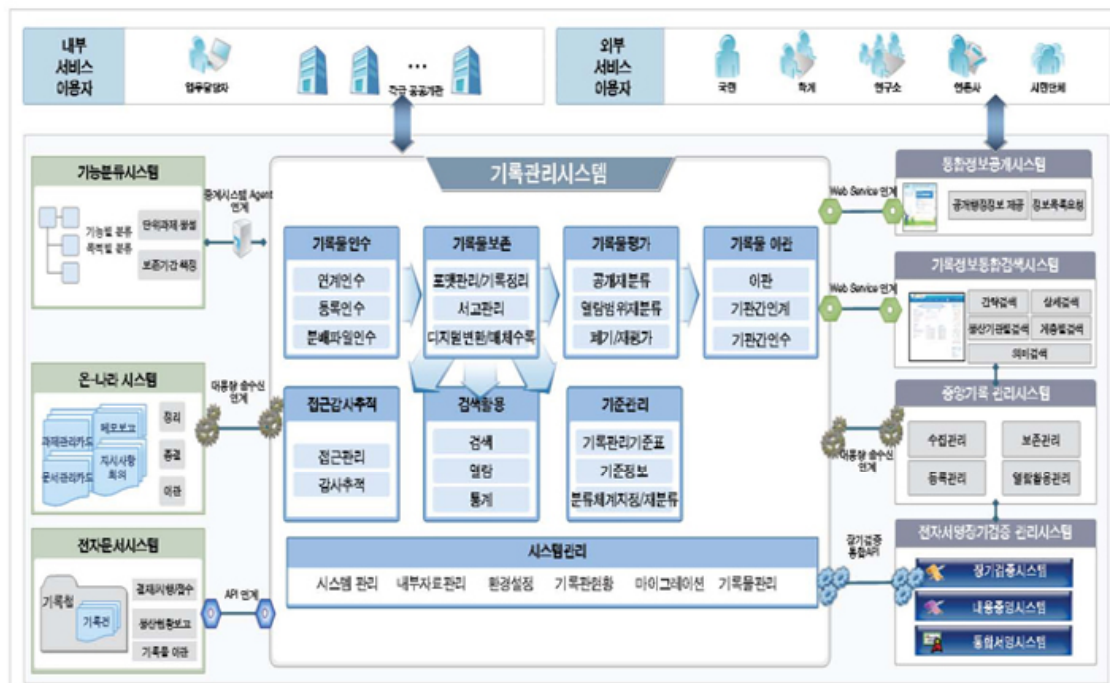 내부
서비스
이용자
업무담당자
...
각급 공공기관
외부
서비스
이용자
국민
학계
연구소
언론사
시민단체
기능분류시스템
기능별 분류
목적별 분류
단위과제 생성
보존기간 책정
중계시스템 Agent
연계
온-나라 시스템
과제관리카드
메모보고
문서관리카드
지시사항
회의
정리
종결
이관
대용량 송수신
연계
전자문서시스템
기록철
기록건
결재/시행/접수
생산현황보고
기록물 이관
API 연계
기록관리시스템
기록물인수
연계인수
등록인수
분배파일인수
기록물보존
포맷관리/기록정리
서고관리
디지털변환/매체수록
기록물평가
공개재분류
열람범위재분류
폐기/재평가
기록물 이관
이관
기관간인계
기관간인수
접근감사추적
접근관리
감사추적
검색활용
검색
열람
통계
기준관리
기록관리기준표
기준정보
분류체계지정/재분류
시스템관리
시스템 관리
내부자료관리
환경설정
기록관현황
마이그레이션
기록물관리
Web Service 연계
통합정보공개시스템
공개행정정보 제공
정보목록요청
Web Service 연계
기록정보통합검색시스템
간략검색
상세검색
생산기관별검색
계층별검색
의미검색
대용량 송수신
연계
중앙기록 관리시스템
수집관리
보존관리
등록관리
열람활용관리
장기검증
통합API
전자서명장기검증 관리시스템
장기검증시스템
내용증명시스템
통합서명시스템